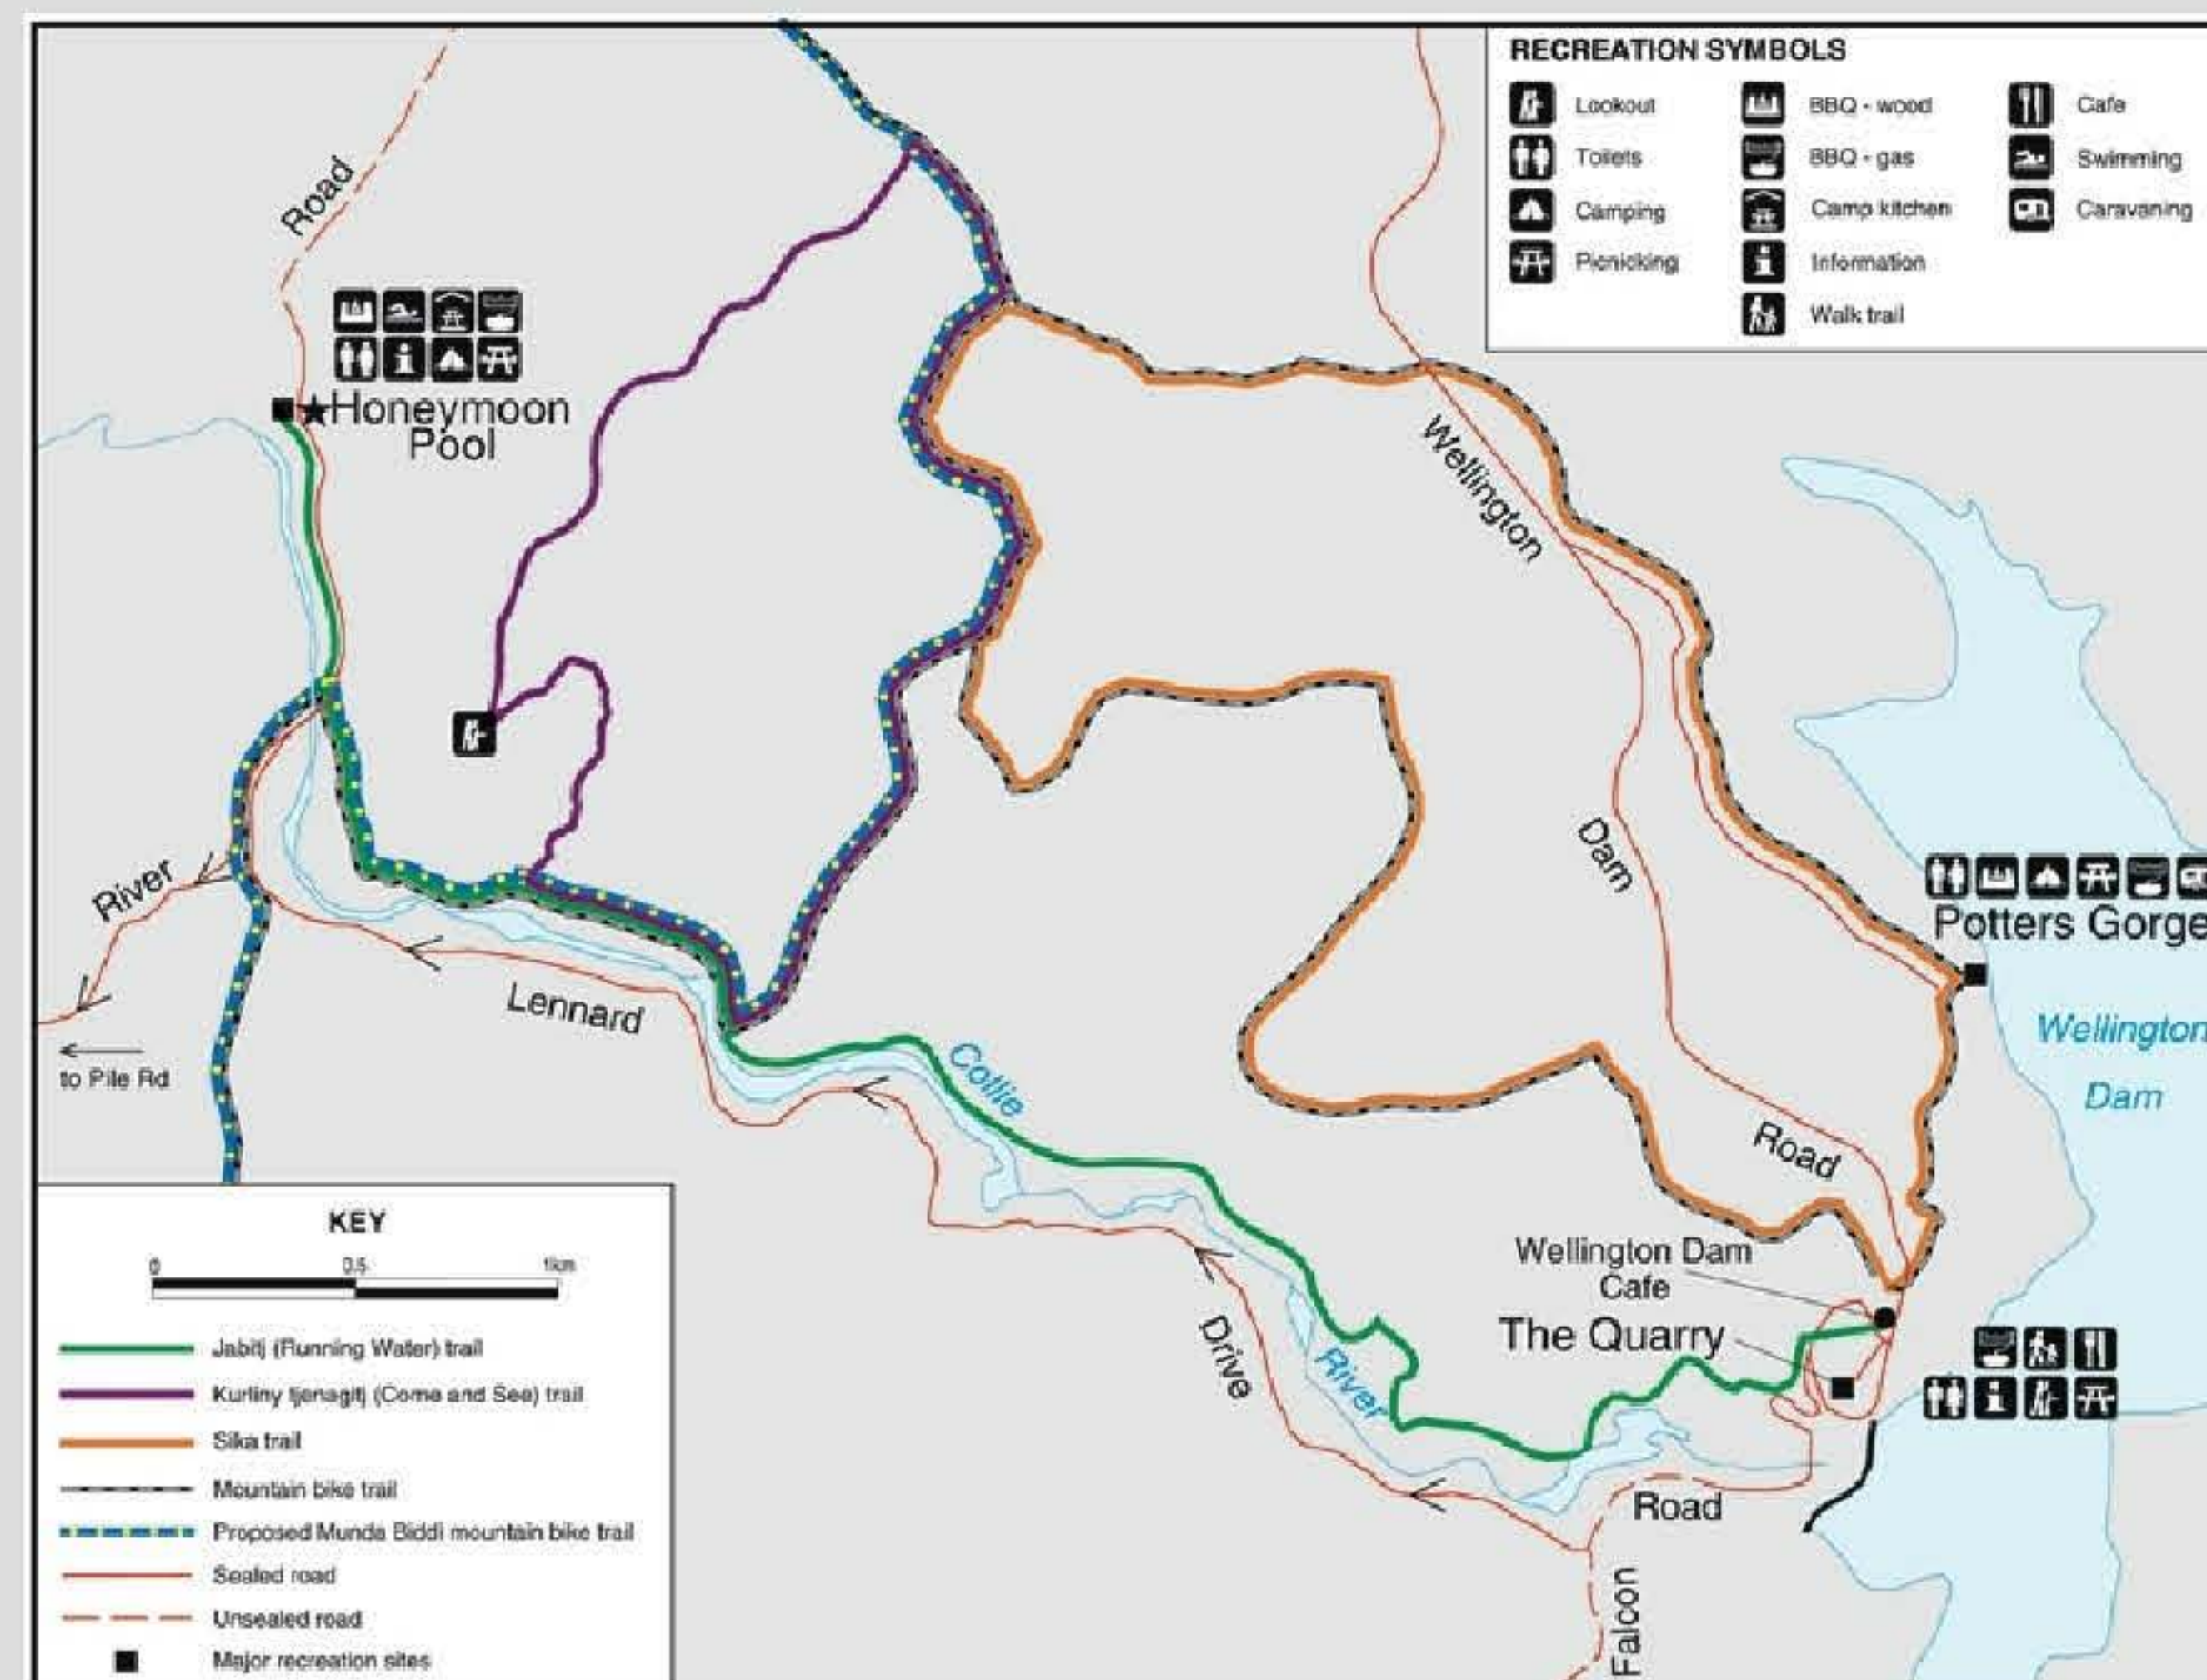 RECREATION SYMBOLS
Lookout
Toilets
Camping
Picnicking
BBQ - wood
BBQ - gas
Camp kitchen
Information
Walk trail
Cafe
Swimming
Caravaning
Road
Honeymoon
Pool
Wellington
Dam
Road
Potters Gorge
Wellington
Dam
River
Lennard
Drive
to Pile Rd
Collie
River
Wellington Dam
Cafe
The Quarry
Road
Falcon
KEY
0 0.5 1km
Jabitj (Running Water) trail
Kurliny tjenagitj (Come and See) trail
Sika trail
Mountain bike trail
Proposed Munda Biddi mountain bike trail
Sealed road
Unsealed road
Major recreation sites